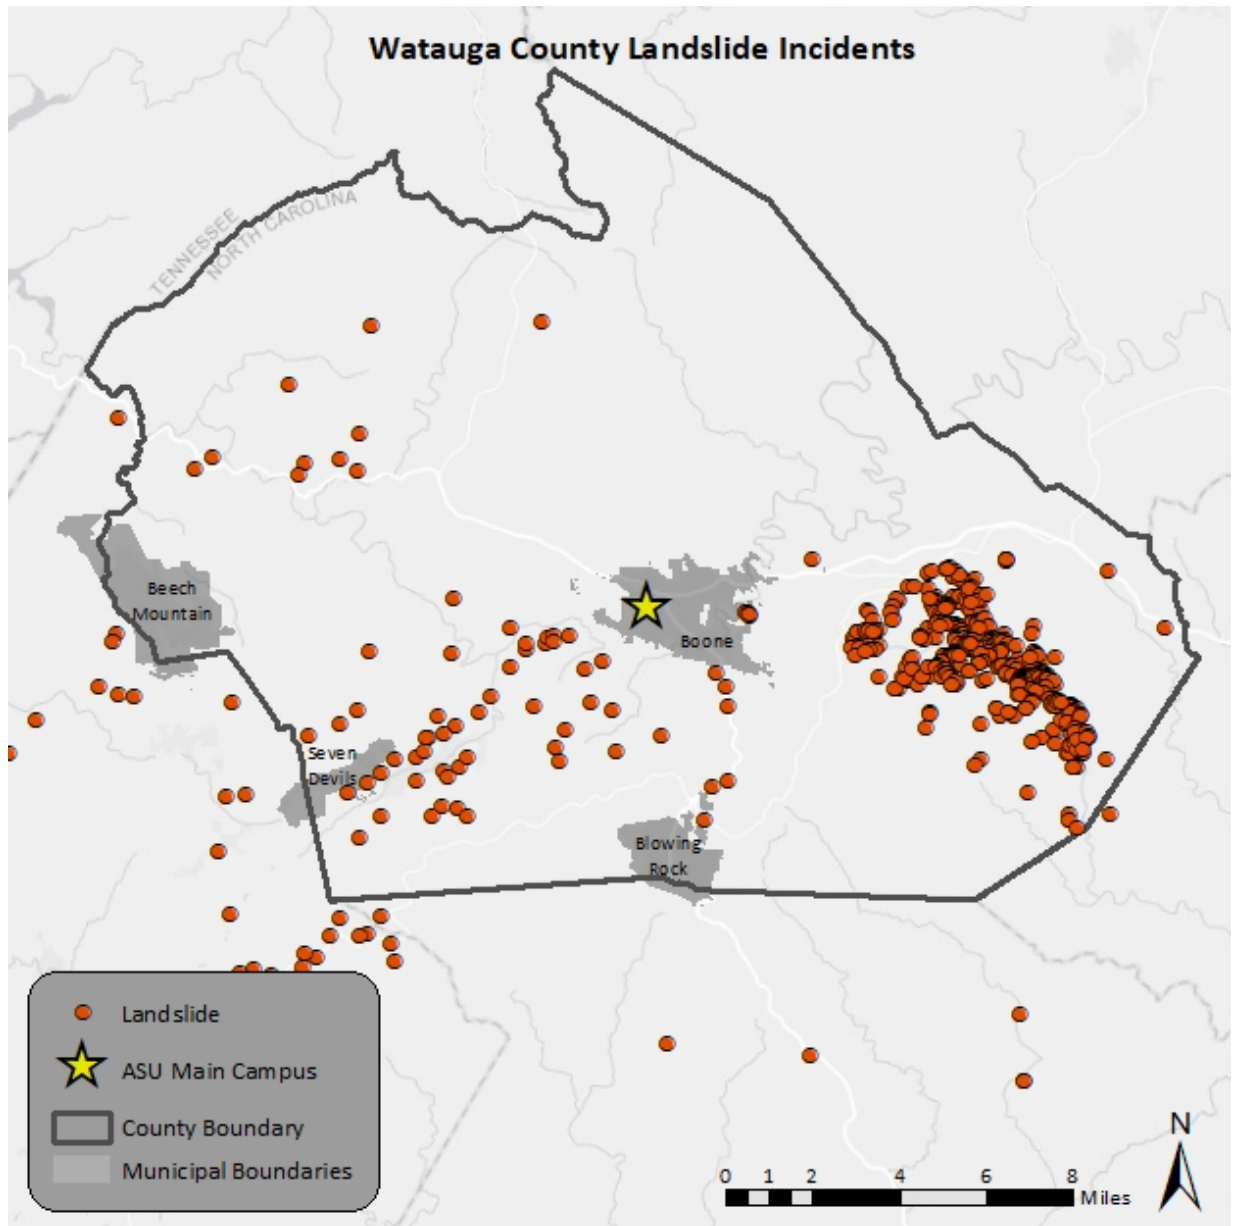 Watauga County Landslide Incidents
TENNESSEE
NORTH CAROLINA
Beech
Mountain
Boone
Seven
Devils
Blowing
Rock
Landslide
ASU Main Campus
County Boundary
Municipal Boundaries
N
0 1 2 4 6 8
Miles